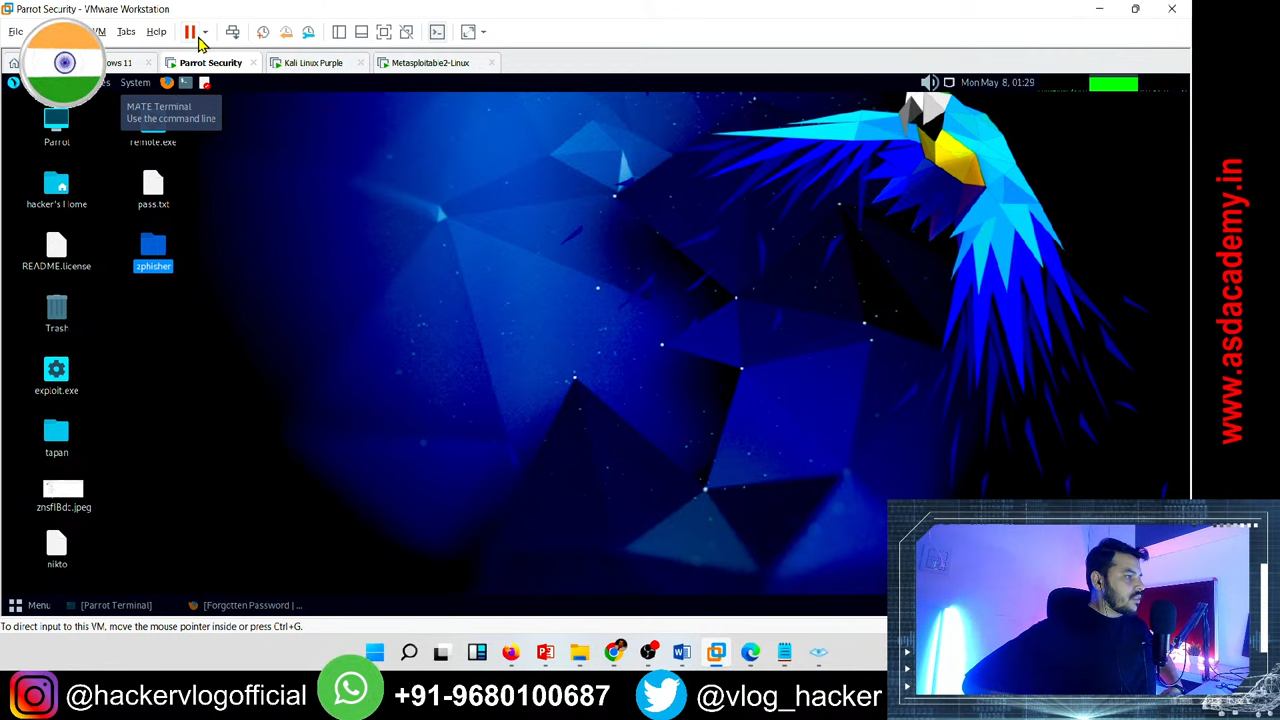 Parrot Security - VMware Workstation
File VM Tabs Help
Parrot Security
Kali Linux Purple
Metasploitable2-Linux
System
Mon May 8, 01:29
MATE Terminal
Use the command line
Parrot
remote.exe
hacker's Home
pass.txt
README.license
zphisher
Trash
exploit.exe
tapan
znsfIBdc.jpeg
nikto
Menu
[Parrot Terminal]
[Forgotten Password | ...
To direct input to this VM, move the mouse pointer inside or press Ctrl+G.
@hackervlogofficial
+91-9680100687
@vlog_hacker
www.asdacademy.in